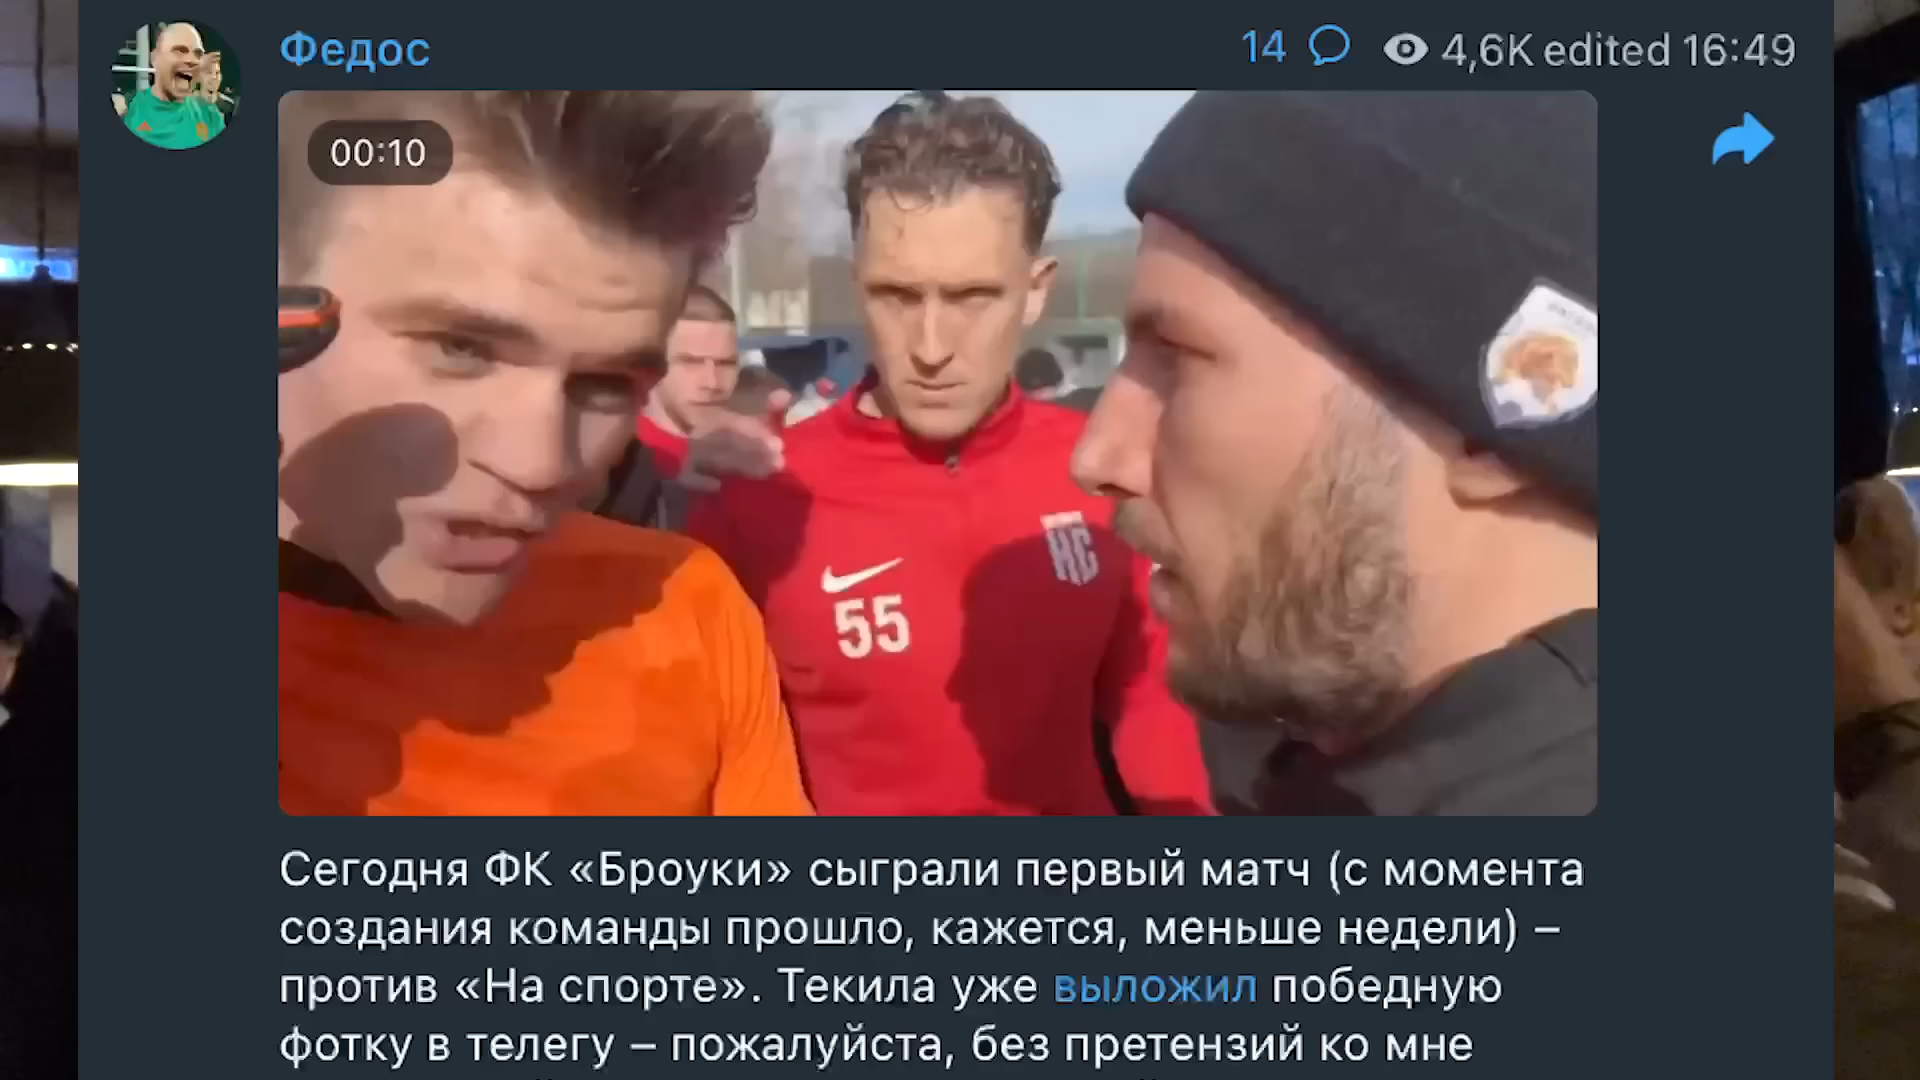 Федос
14
4,6K edited 16:49
00:10
55
НС
Сегодня ФК «Броуки» сыграли первый матч (с момента
создания команды прошло, кажется, меньше недели) –
против «На спорте». Текила уже выложил победную
фотку в телегу – пожалуйста, без претензий ко мне